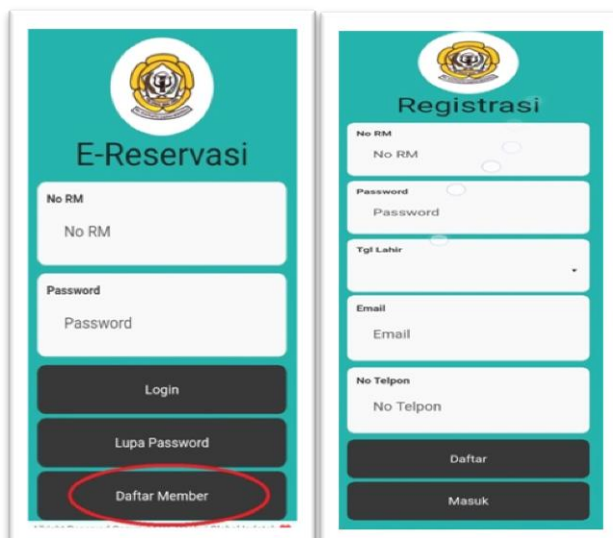 E-Reservasi
No RM
No RM
Password
Password
Login
Lupa Password
Daftar Member
Registrasi
No RM
No RM
Password
Password
Tgl Lahir
Email
Email
No Telpon
No Telpon
Daftar
Masuk